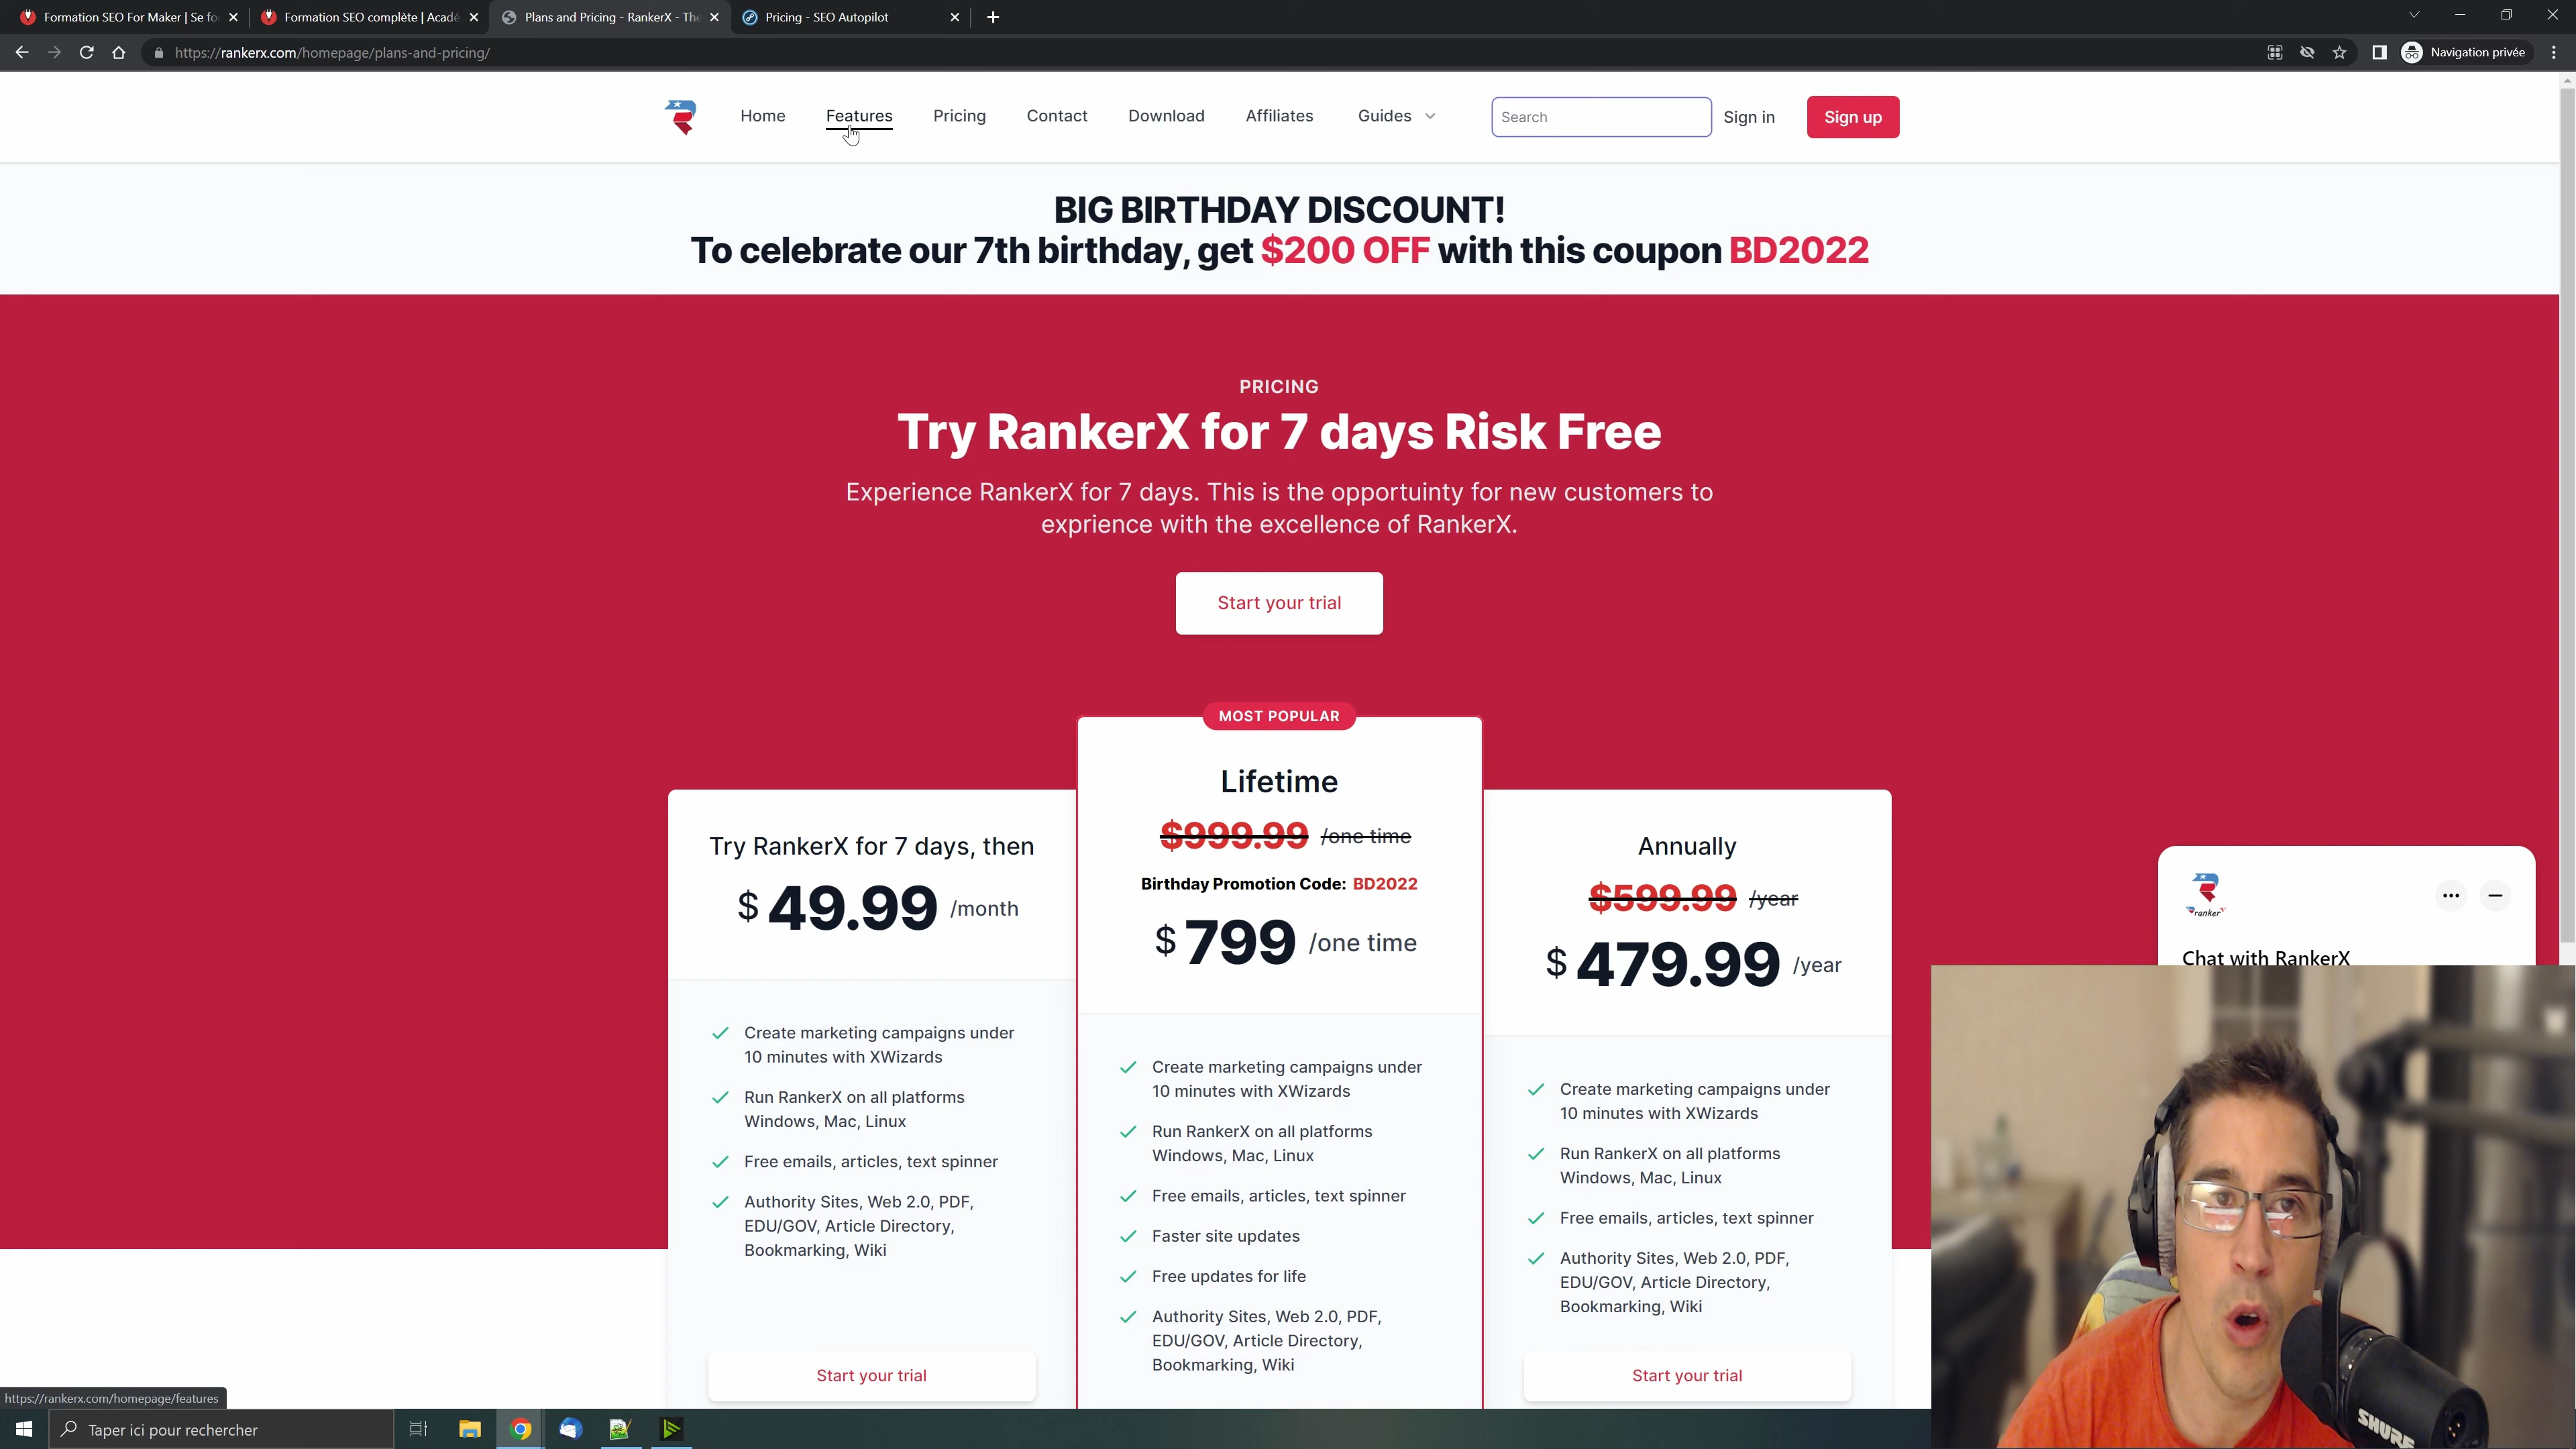 Formation SEO For Maker | Se fo
Formation SEO complète | Acadé
Plans and Pricing - RankerX - The
Pricing - SEO Autopilot
https://rankerx.com/homepage/plans-and-pricing/
Navigation privée
Home
Features
Pricing
Contact
Download
Affiliates
Guides
Search
Sign in
Sign up
BIG BIRTHDAY DISCOUNT!
To celebrate our 7th birthday, get $200 OFF with this coupon BD2022
PRICING
Try RankerX for 7 days Risk Free
Experience RankerX for 7 days. This is the opportuinty for new customers to
exprience with the excellence of RankerX.
Start your trial
MOST POPULAR
Try RankerX for 7 days, then
$ 49.99 /month
Create marketing campaigns under
10 minutes with XWizards
Run RankerX on all platforms
Windows, Mac, Linux
Free emails, articles, text spinner
Authority Sites, Web 2.0, PDF,
EDU/GOV, Article Directory,
Bookmarking, Wiki
Start your trial
Lifetime
$999.99 /one time
Birthday Promotion Code: BD2022
$ 799 /one time
Create marketing campaigns under
10 minutes with XWizards
Run RankerX on all platforms
Windows, Mac, Linux
Free emails, articles, text spinner
Faster site updates
Free updates for life
Authority Sites, Web 2.0, PDF,
EDU/GOV, Article Directory,
Bookmarking, Wiki
Annually
$599.99 /year
$ 479.99 /year
Create marketing campaigns under
10 minutes with XWizards
Run RankerX on all platforms
Windows, Mac, Linux
Free emails, articles, text spinner
Authority Sites, Web 2.0, PDF,
EDU/GOV, Article Directory,
Bookmarking, Wiki
Start your trial
ranker
Chat with RankerX
https://rankerx.com/homepage/features
Taper ici pour rechercher
SHURE